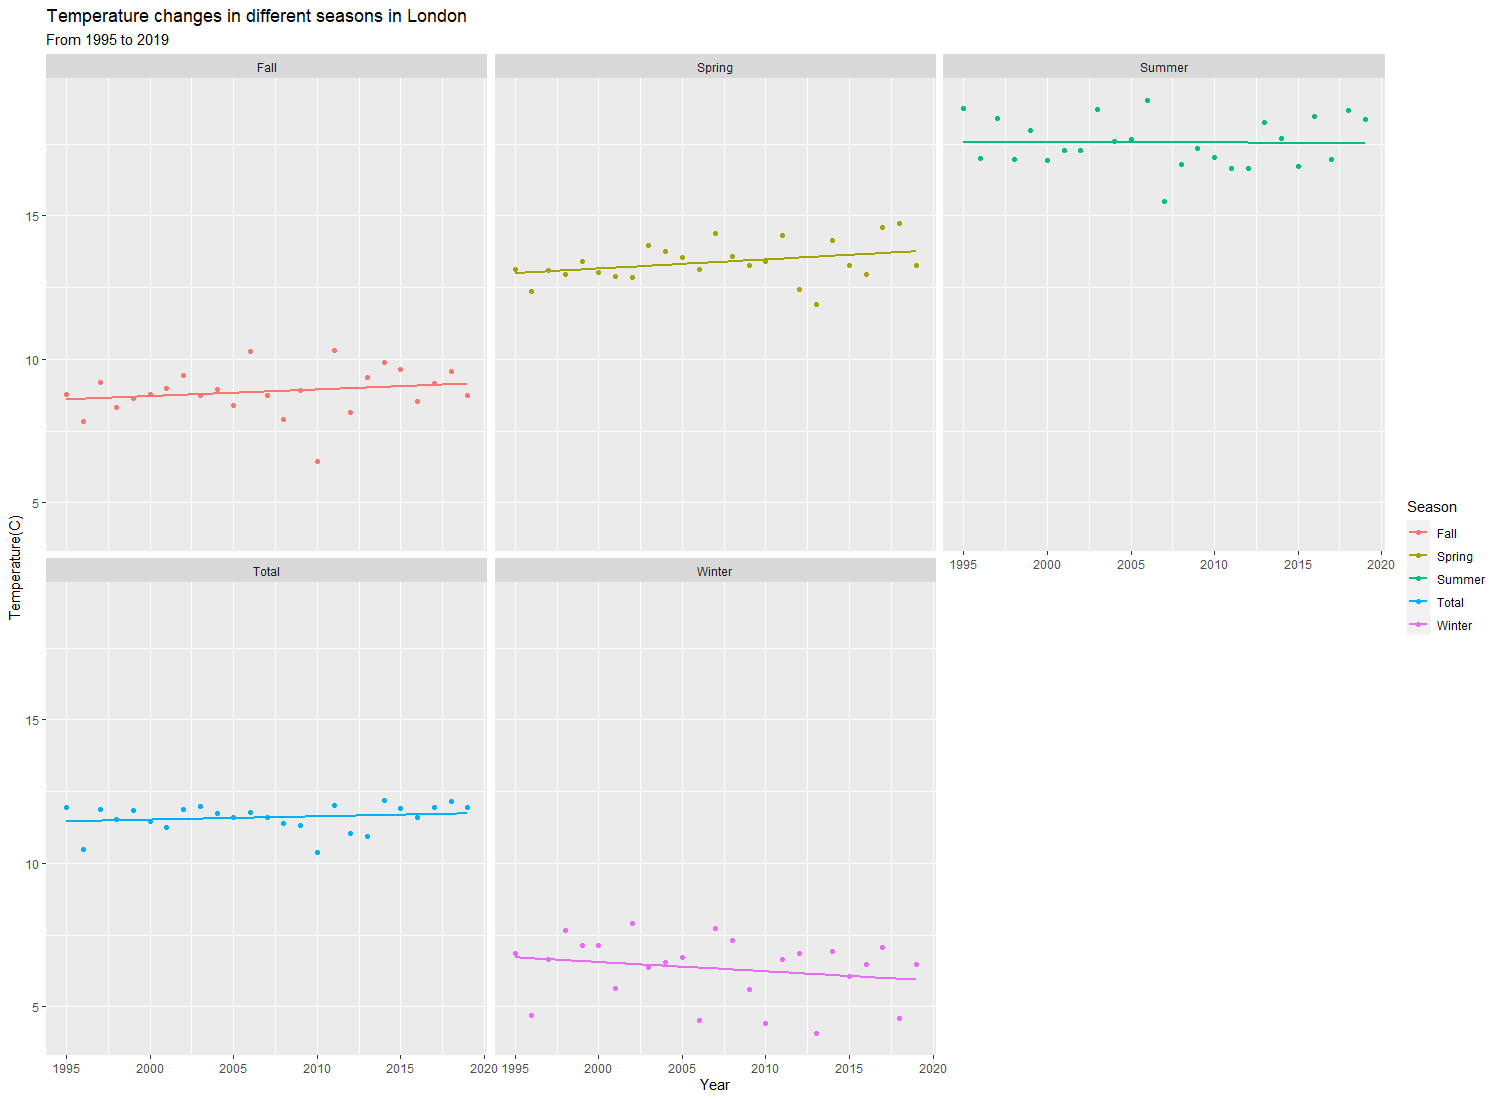 Temperature changes in different seasons in London
From 1995 to 2019
Fall
Spring
Summer
15
10
5
1995 2000 2005 2010 2015 2020
Temperature(C)
Total
Winter
15
10
5
1995 2000 2005 2010 2015 2020
1995 2000 2005 2010 2015 2020
Year
Season
Fall
Spring
Summer
Total
Winter